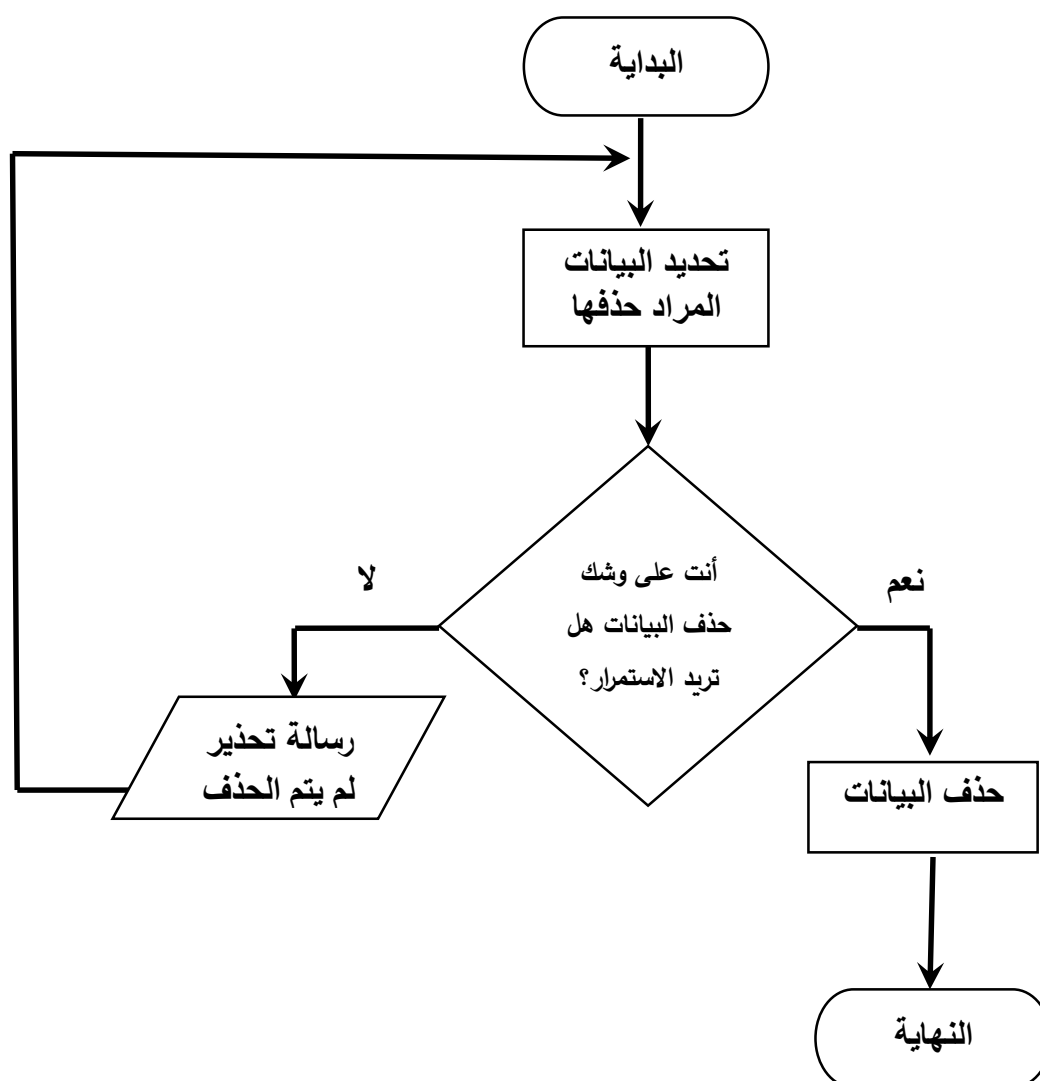 البداية
تحديد البيانات
المراد حذفها
أنت على وشك
حذف البيانات هل
تريد الاستمرار؟
نعم
لا
رسالة تحذير
لم يتم الحذف
حذف البيانات
النهاية